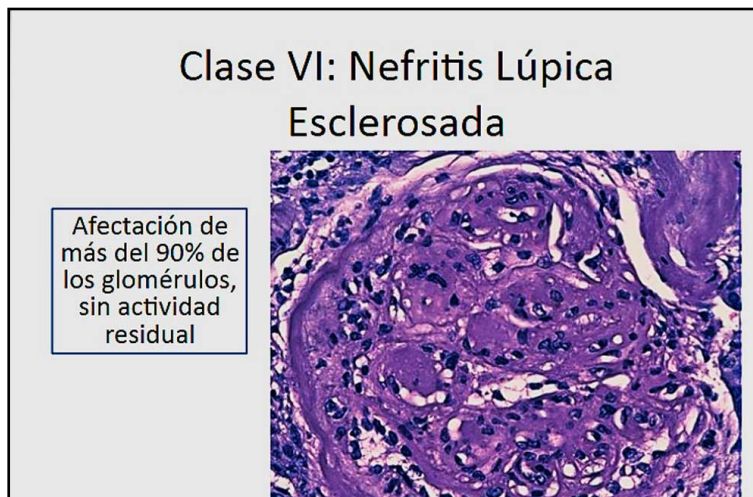 Clase VI: Nefritis Lúpica
Esclerosada
Afectación de
más del 90% de
los glomérulos,
sin actividad
residual